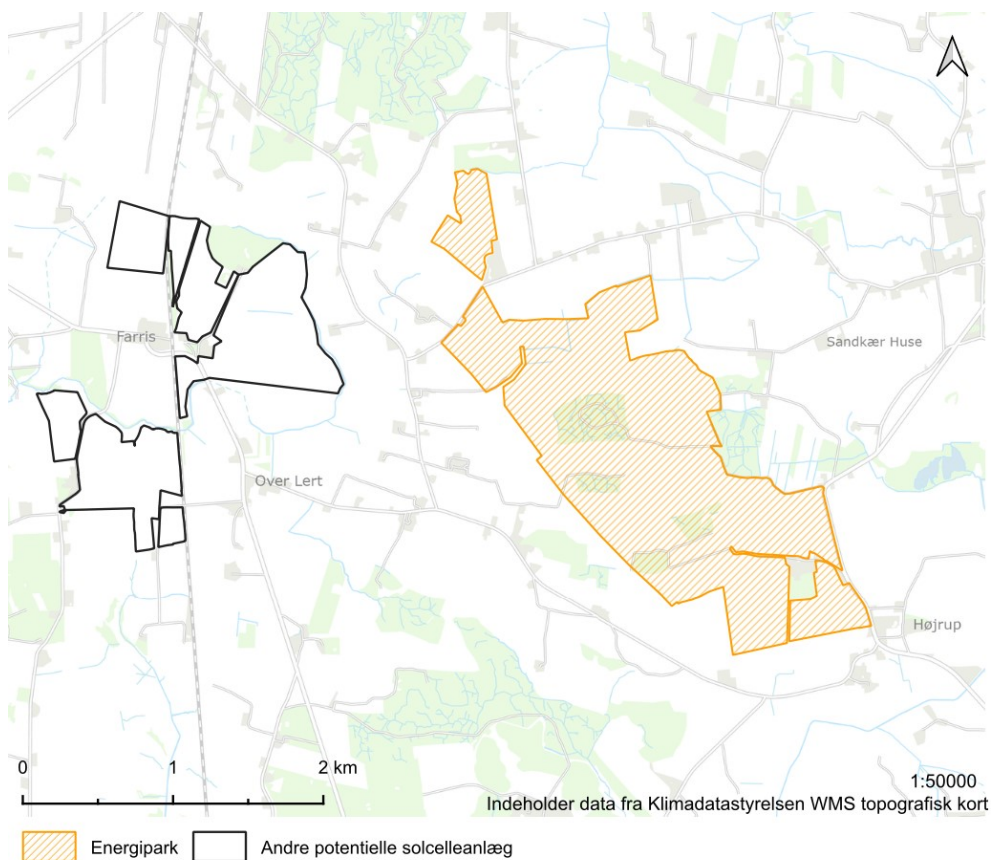 Farris
Sandkær Huse
Over Lert
Højrup
0 1 2 km
1:50000
Indeholder data fra Klimadatastyrelsen WMS topografisk kort
Energipark Andre potentielle solcelleanlæg